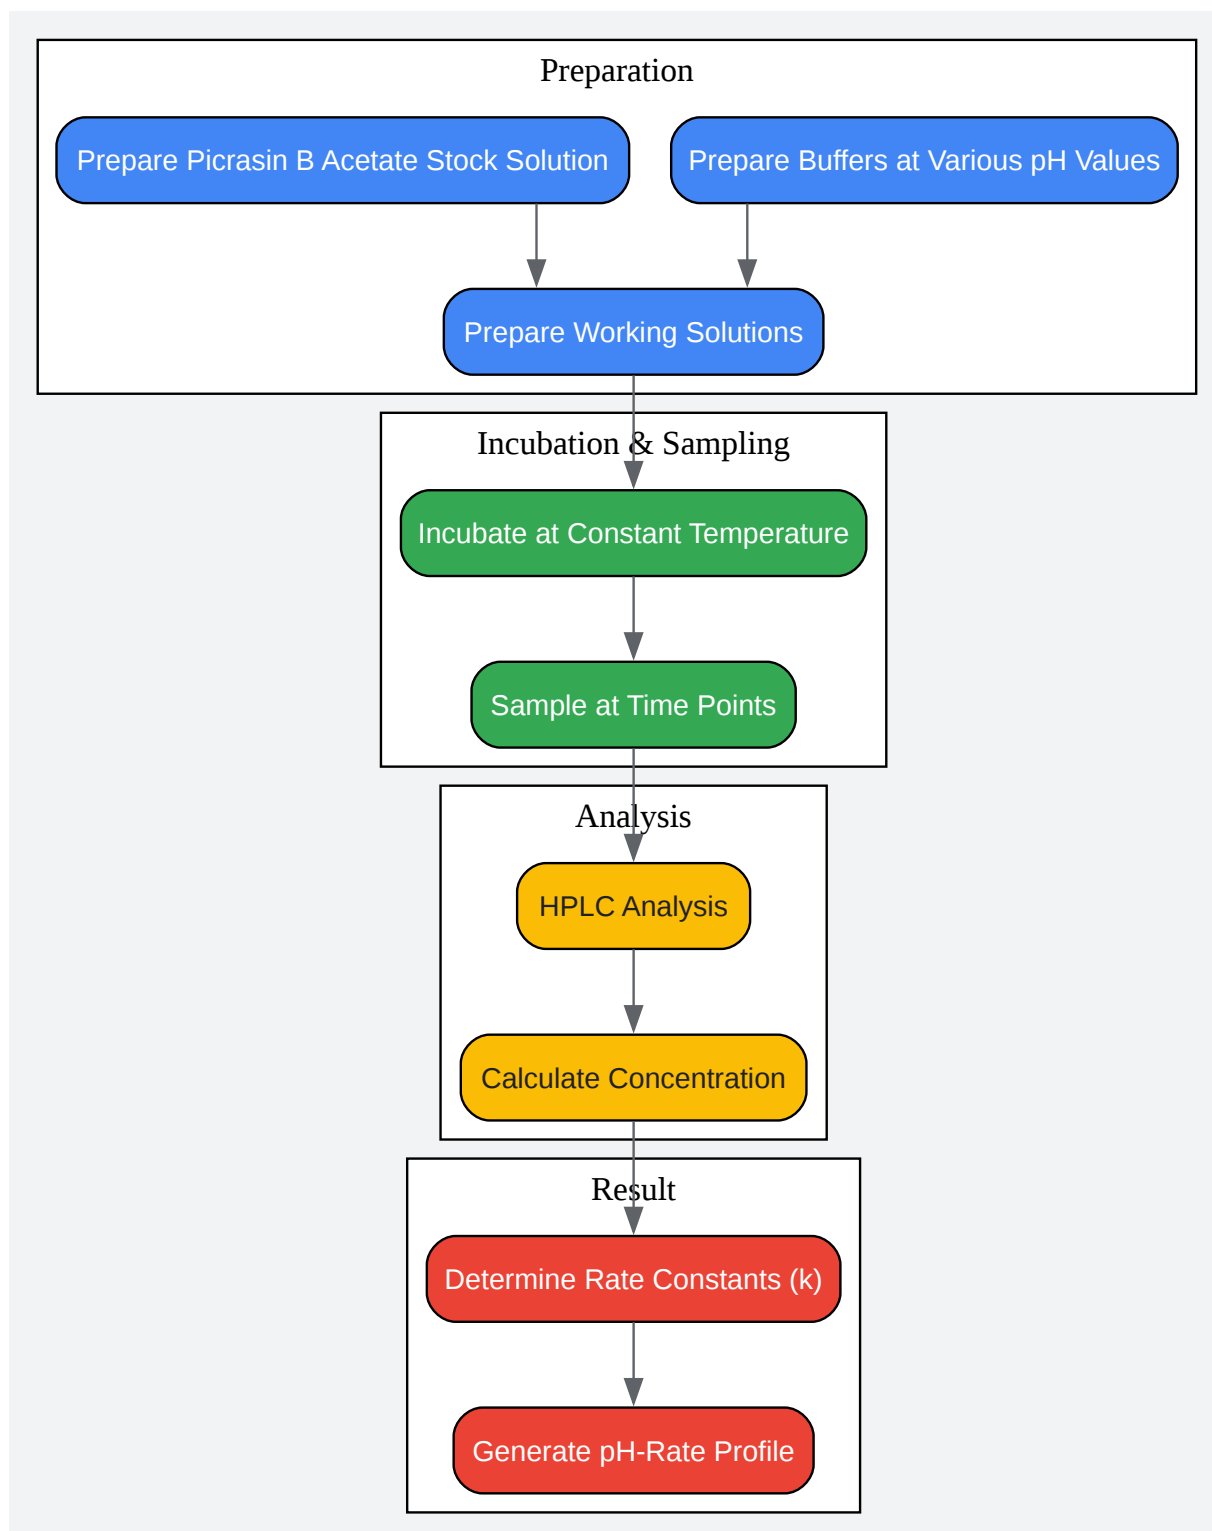 Preparation
Prepare Picrasin B Acetate Stock Solution
Prepare Buffers at Various pH Values
Prepare Working Solutions
Incubation & Sampling
Incubate at Constant Temperature
Sample at Time Points
Analysis
HPLC Analysis
Calculate Concentration
Result
Determine Rate Constants (k)
Generate pH-Rate Profile